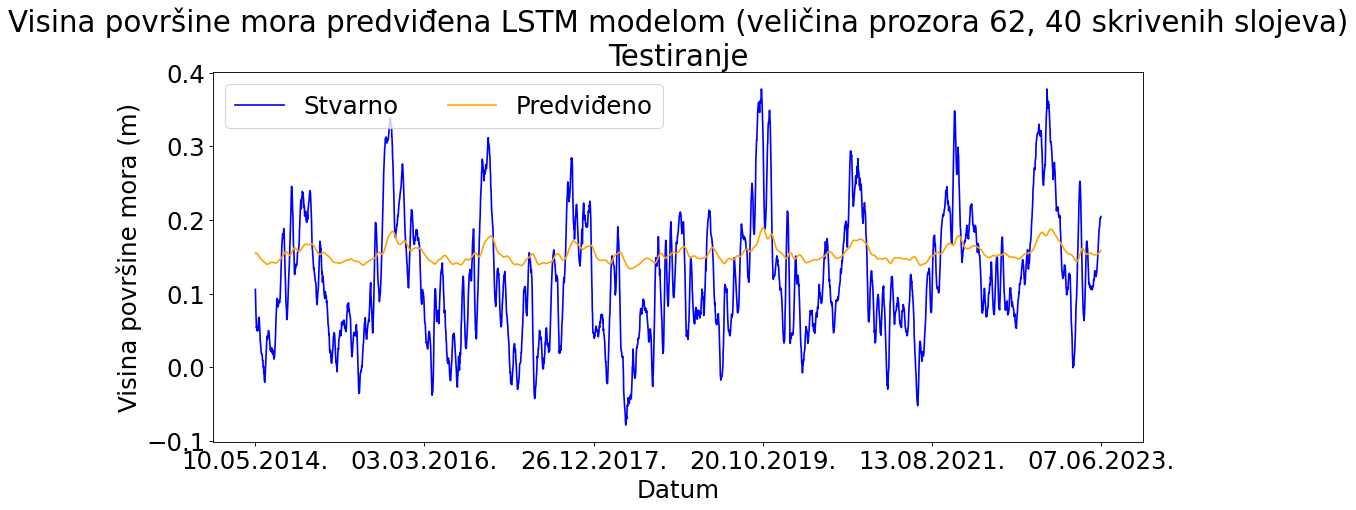 Visina površine mora predviđena LSTM modelom (veličina prozora 62, 40 skrivenih slojeva)
Testiranje
Stvarno Predviđeno
Visina površine mora (m)
0.4
0.3
0.2
0.1
0.0
−0.1
10.05.2014. 03.03.2016. 26.12.2017. 20.10.2019. 13.08.2021. 07.06.2023.
Datum